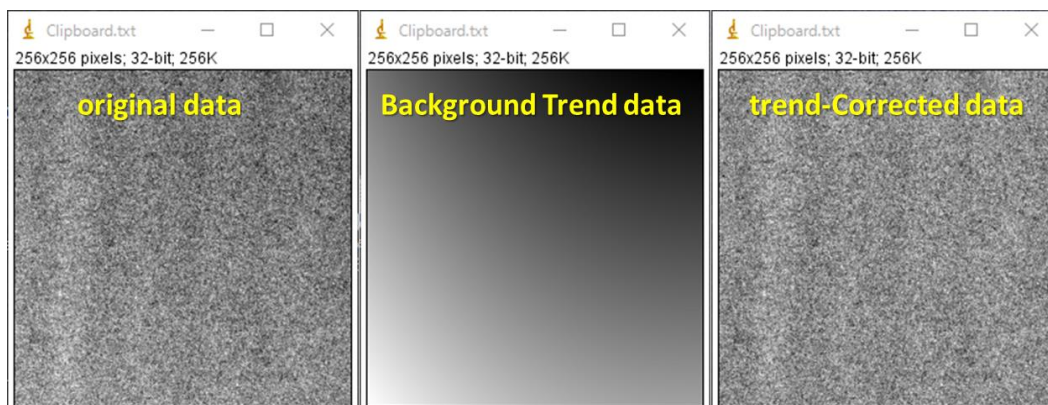 Clipboard.txt
256x256 pixels; 32-bit; 256K
original data
Clipboard.txt
256x256 pixels; 32-bit; 256K
Background Trend data
Clipboard.txt
256x256 pixels; 32-bit; 256K
trend-Corrected data